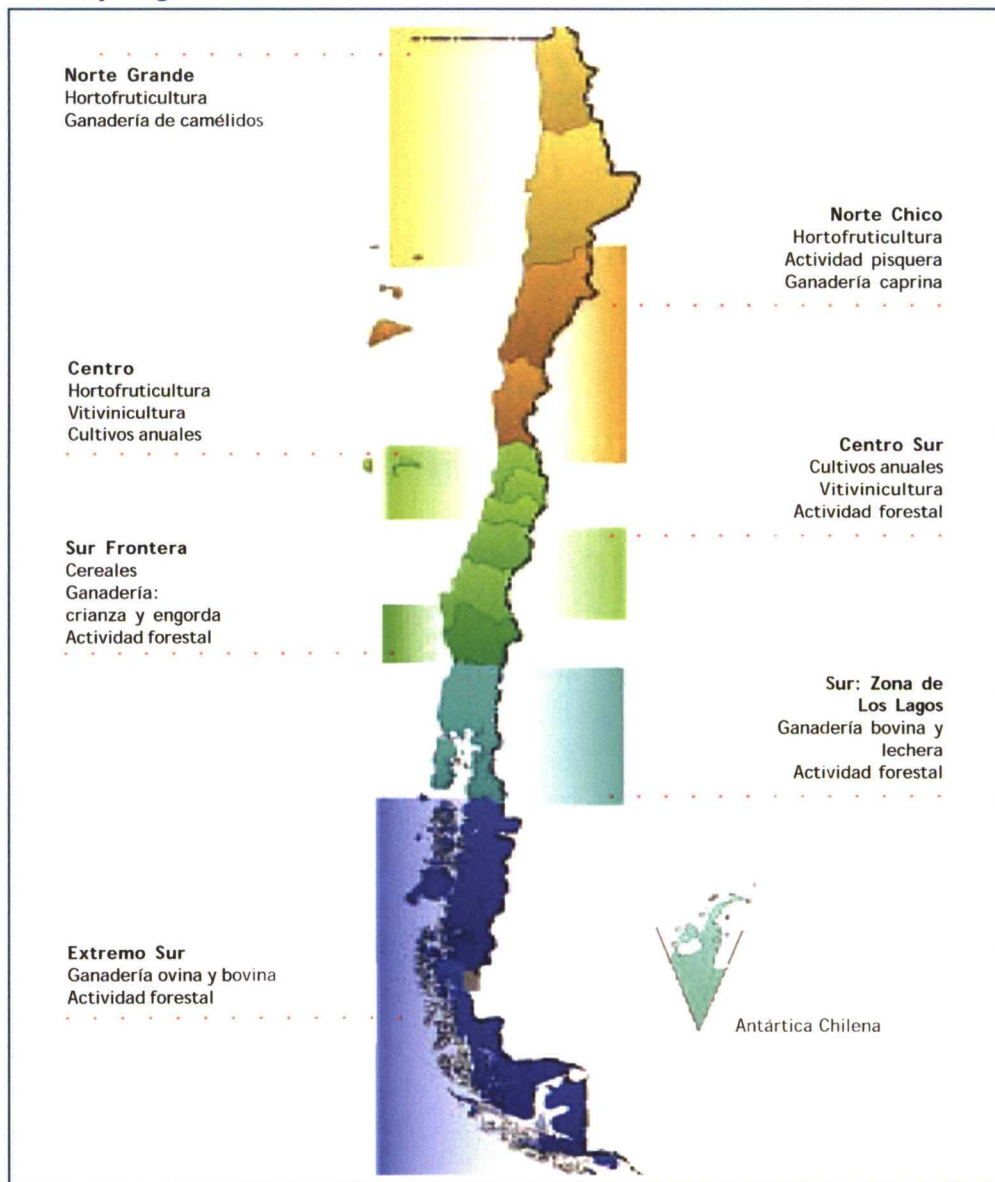 Norte Grande
Hortofruticultura
Ganadería de camélidos
Norte Chico
Hortofruticultura
Actividad pisquera
Ganadería caprina
Centro
Hortofruticultura
Vitivinicultura
Cultivos anuales
Centro Sur
Cultivos anuales
Vitivinicultura
Actividad forestal
Sur Frontera
Cereales
Ganadería:
crianza y engorda
Actividad forestal
Sur: Zona de
Los Lagos
Ganadería bovina y
lechera
Actividad forestal
Extremo Sur
Ganadería ovina y bovina
Actividad forestal
Antártica Chilena